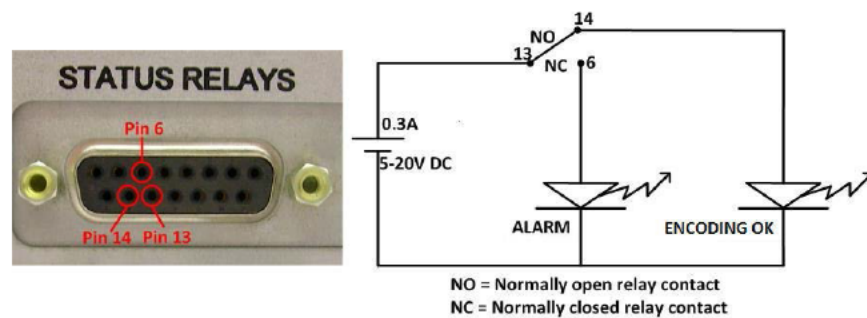 STATUS RELAYS
Pin 6
Pin 14 Pin 13
14
NO
13
NC 6
0.3A
5-20V DC
ALARM
ENCODING OK
NO = Normally open relay contact
NC = Normally closed relay contact